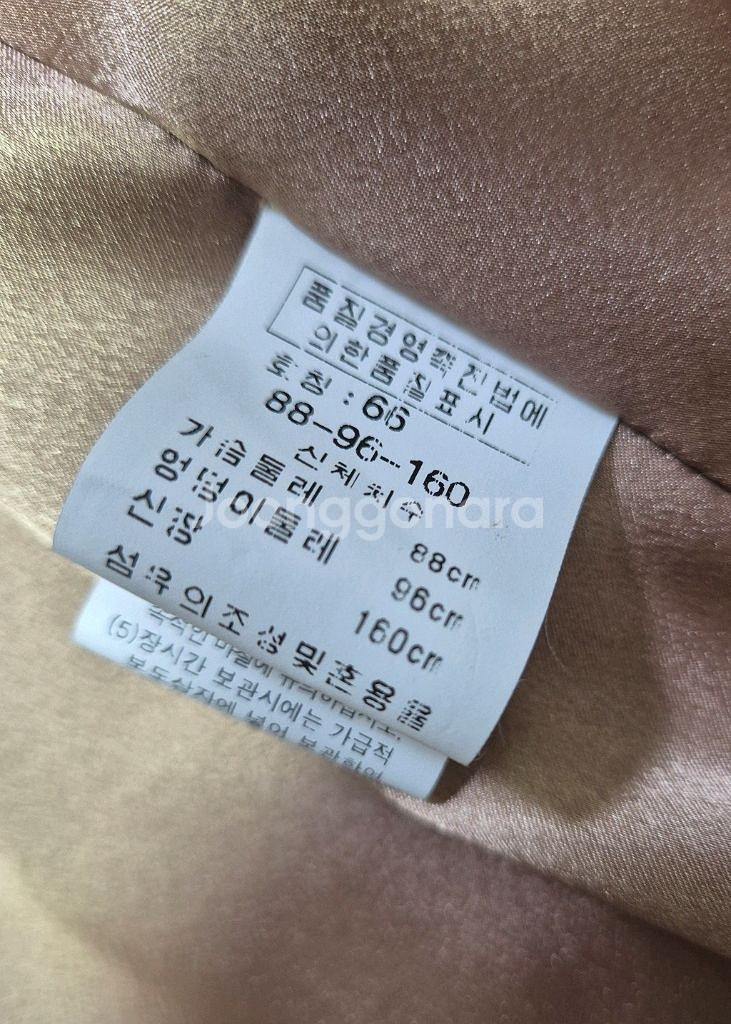 품질경영촉진법에
의한품질표시
호칭 : 66
88-96-160
신체치수
가슴둘레 88cm
엉덩이둘레 96cm
신장 160cm
섬유의조성및혼용률
(5)장시간 보관시에는 가급적
joonggonara